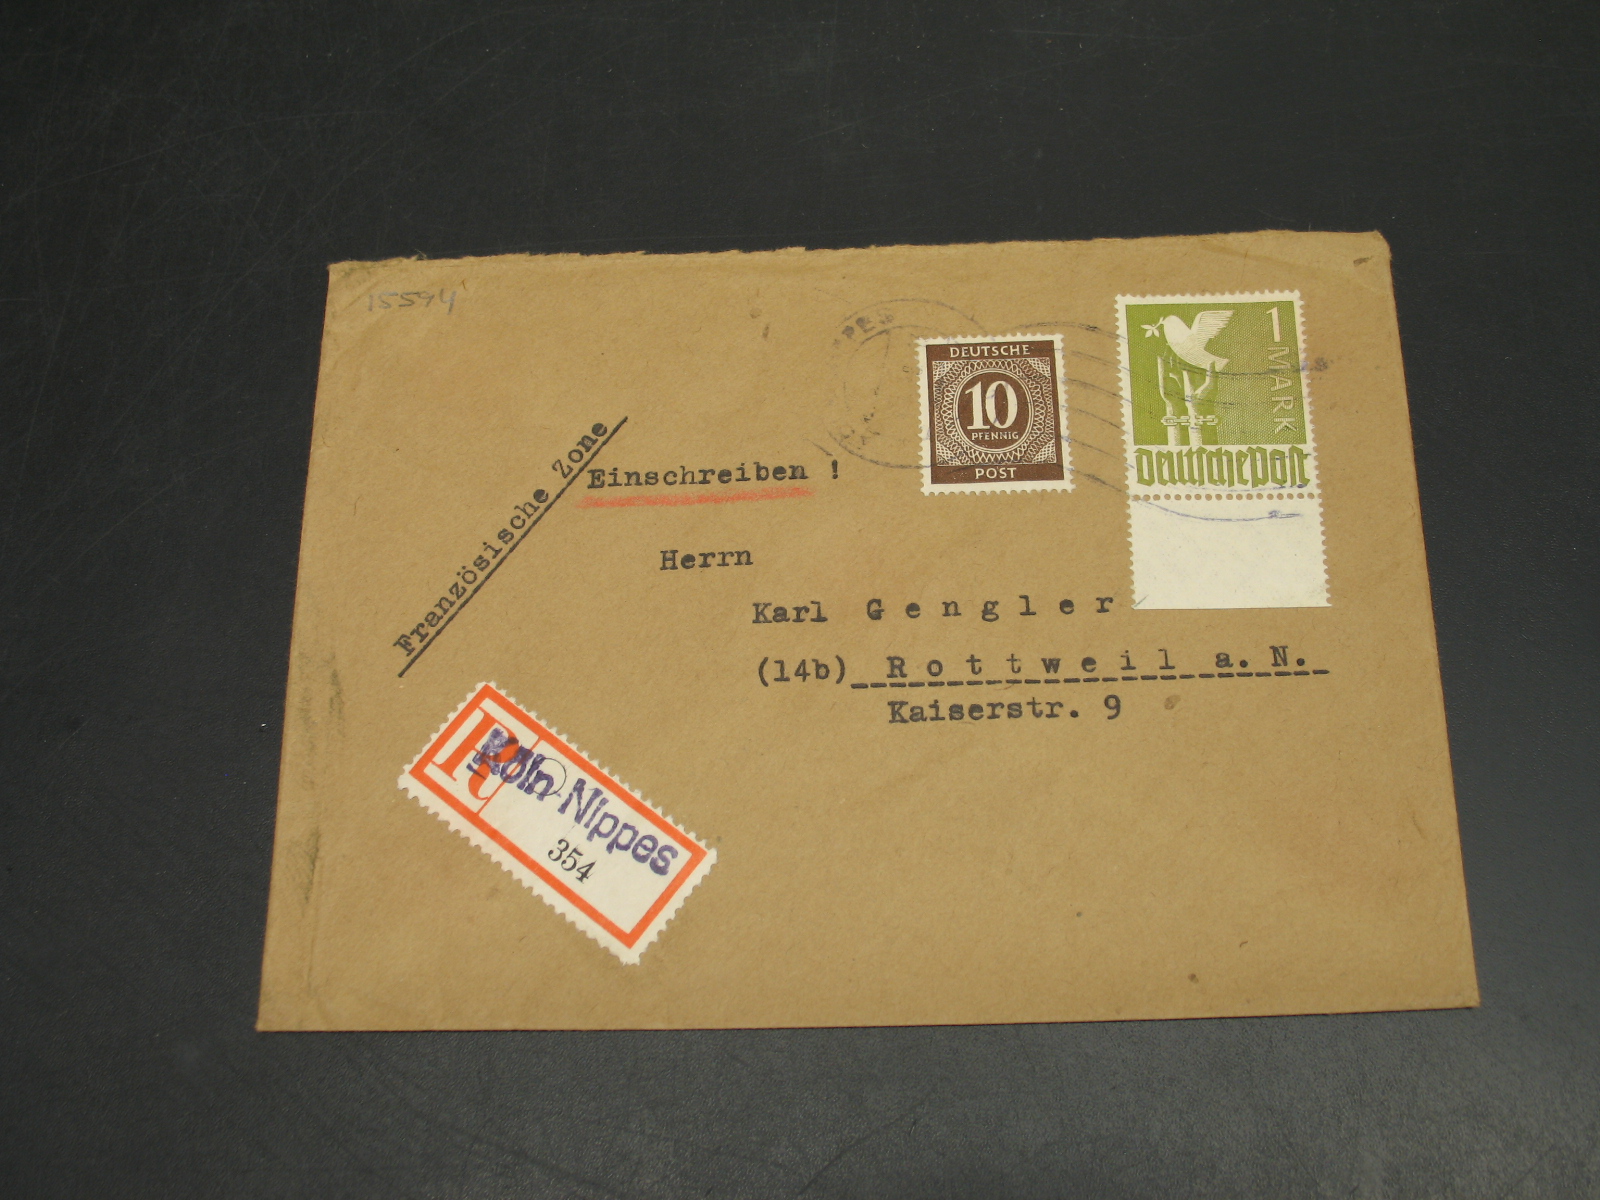 15594
DEUTSCHE
10
PFENNIG
POST
1 MARK
Deutsche Post
Französische Zone
Einschreiben !
Herrn
Karl Gengler
(14b) Rottweil a. N.
Kaiserstr. 9
R
Köln-Nippes
354